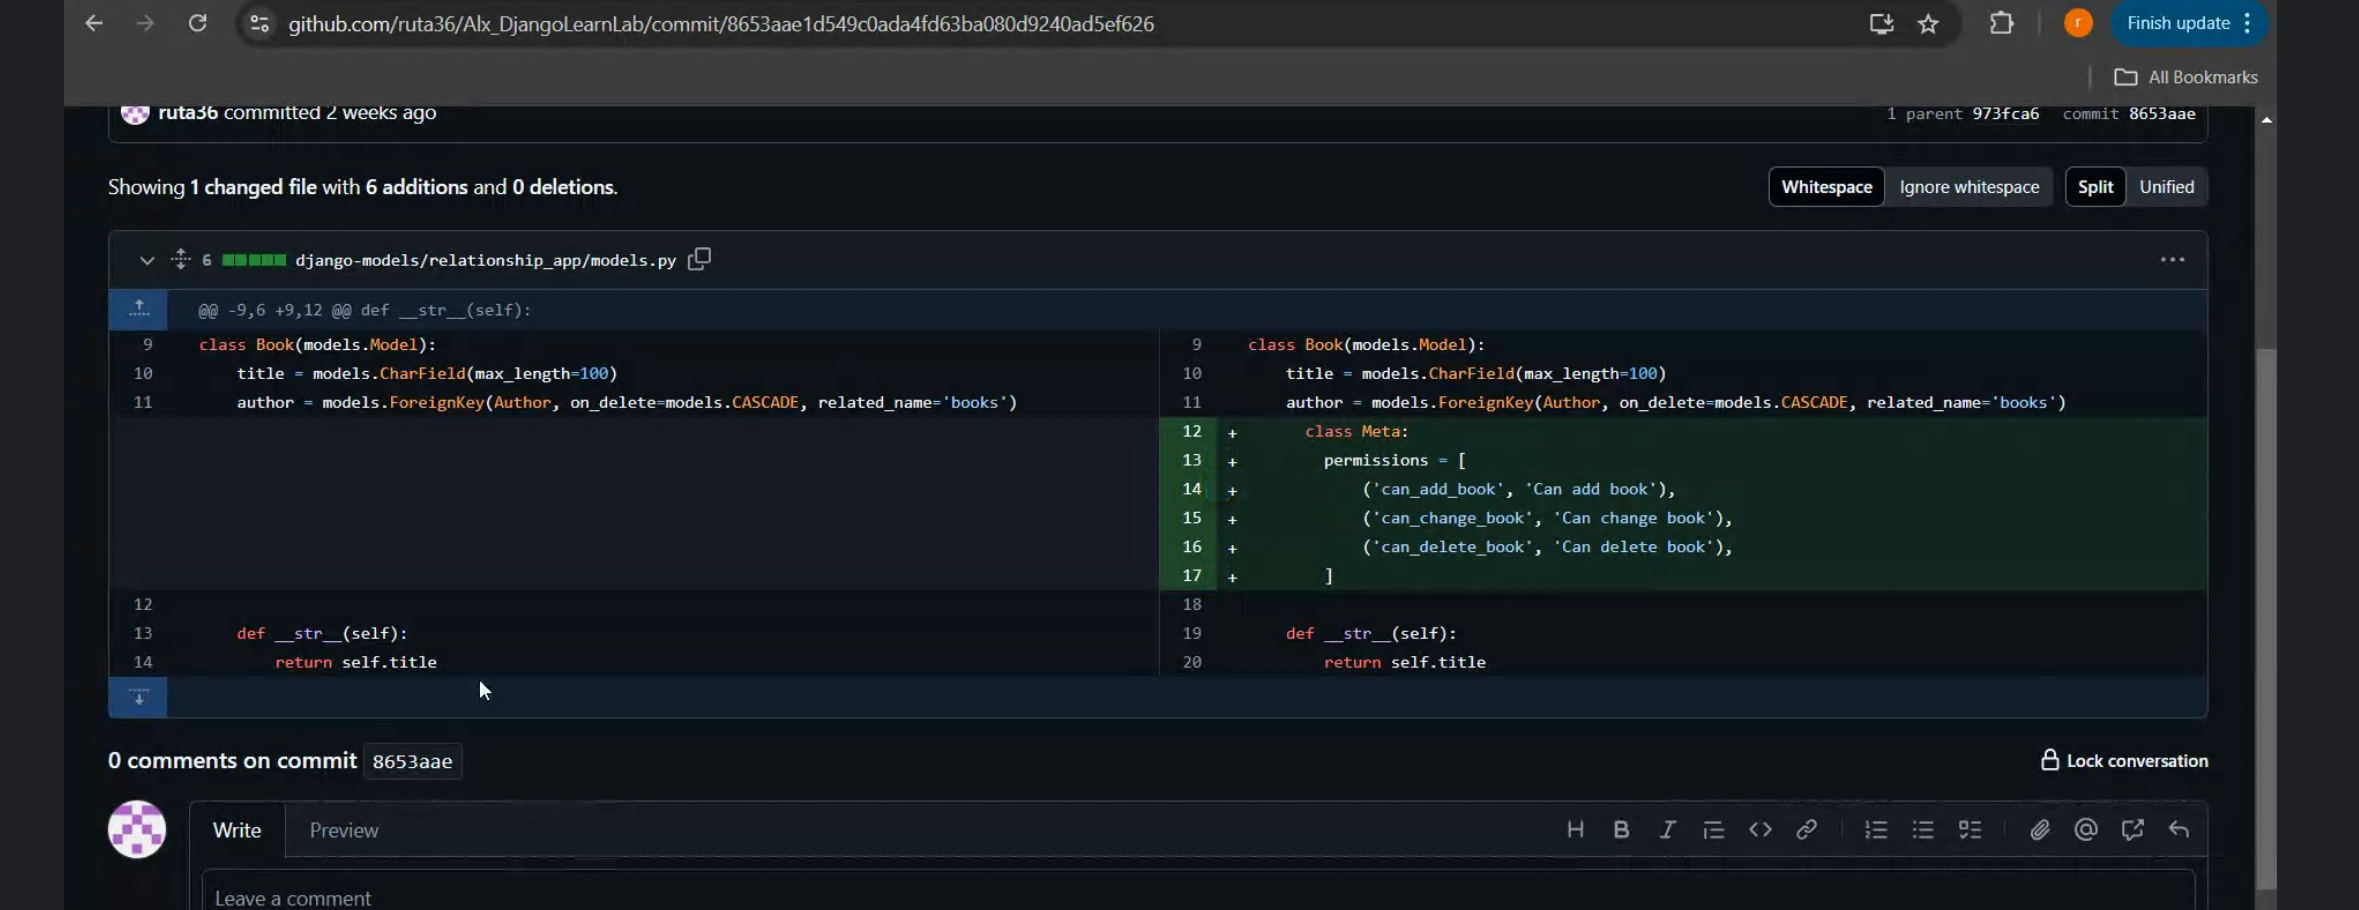 github.com/ruta36/Alx_DjangoLearnLab/commit/8653aae1d549c0ada4fd63ba080d9240ad5ef626
r
Finish update
All Bookmarks
ruta36 committed 2 weeks ago
1 parent 973fca6 commit 8653aae
Showing 1 changed file with 6 additions and 0 deletions.
Whitespace Ignore whitespace Split Unified
6 django-models/relationship_app/models.py
@@ -9,6 +9,12 @@ def __str__(self):
9 class Book(models.Model):
10 title = models.CharField(max_length=100)
11 author = models.ForeignKey(Author, on_delete=models.CASCADE, related_name='books')
12
13 def __str__(self):
14 return self.title
9 class Book(models.Model):
10 title = models.CharField(max_length=100)
11 author = models.ForeignKey(Author, on_delete=models.CASCADE, related_name='books')
12 + class Meta:
13 + permissions = [
14 + ('can_add_book', 'Can add book'),
15 + ('can_change_book', 'Can change book'),
16 + ('can_delete_book', 'Can delete book'),
17 + ]
18
19 def __str__(self):
20 return self.title
0 comments on commit 8653aae
Lock conversation
Write Preview
Leave a comment